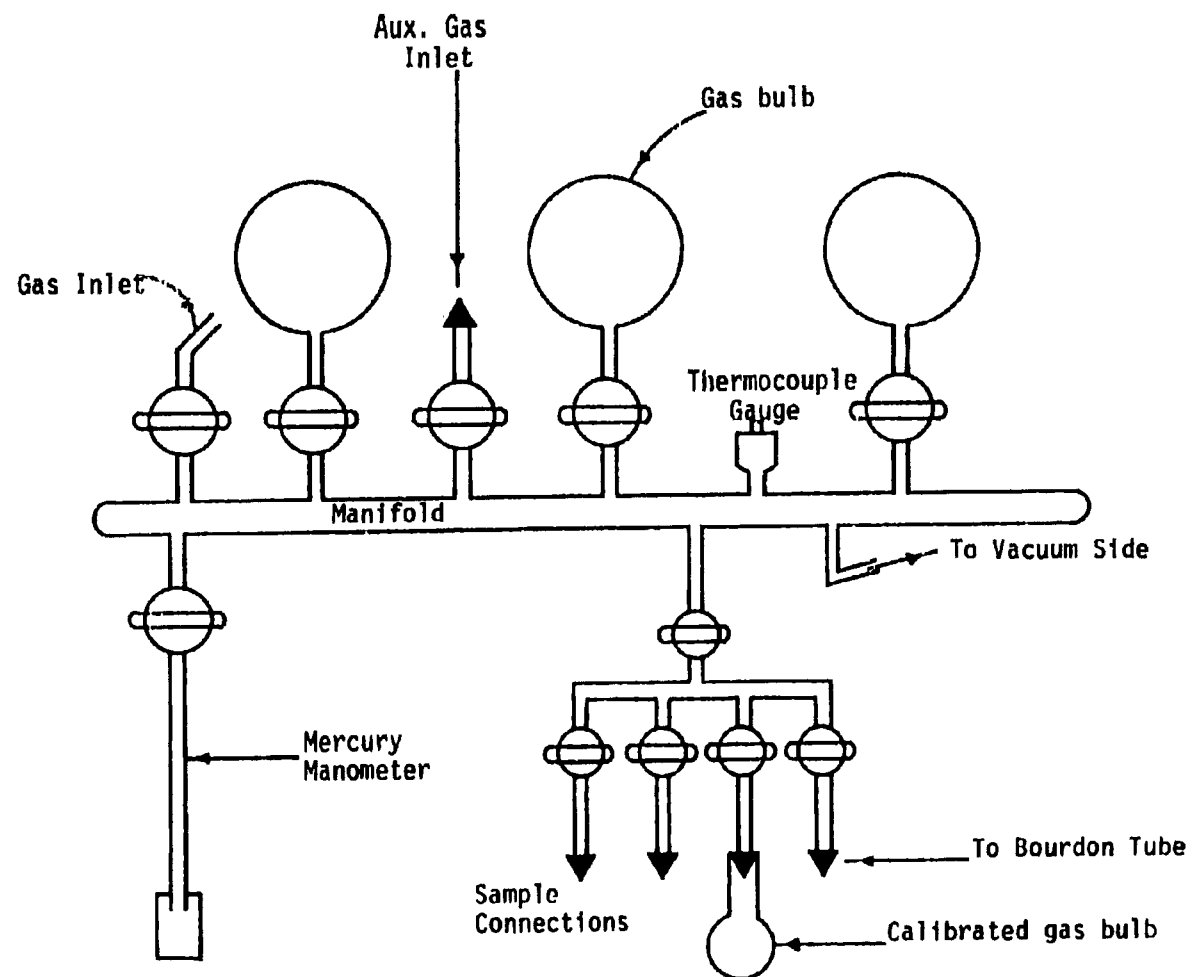 Aux. Gas
Inlet
Gas bulb
Gas Inlet
Thermocouple
Gauge
Manifold
To Vacuum Side
Mercury
Manometer
To Bourdon Tube
Sample
Connections
Calibrated gas bulb